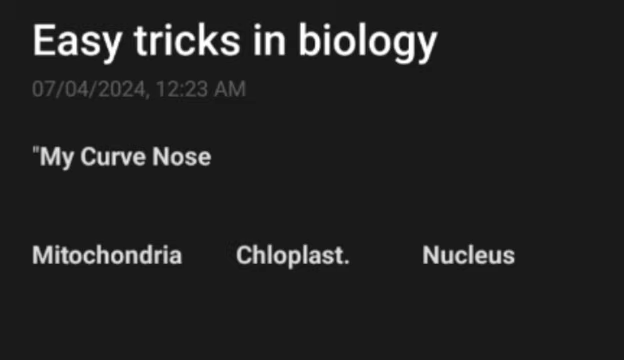 Easy tricks in biology
07/04/2024, 12:23 AM
"My Curve Nose
Mitochondria Chloplast. Nucleus